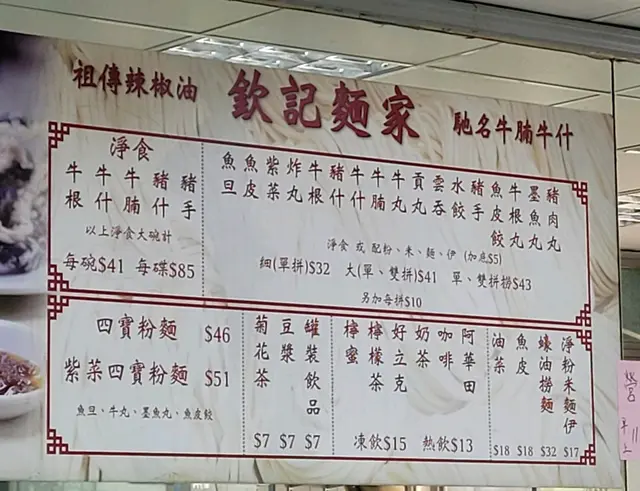 祖傳辣椒油
欽記麵家
馳名牛腩牛什
淨食
牛根
牛什
牛腩
豬什
豬手
以上淨食大碗計
每碗$41 每碟$85
魚旦
魚皮
紫菜
炸丸
牛根
豬什
牛什
牛腩
牛丸
貢丸
雲吞
水餃
豬手
魚皮餃
牛根丸
墨魚丸
豬肉丸
淨食 或 配粉、米、麵、伊 (加底$5)
細(單拼)$32 大(單、雙拼)$41 單、雙拼撈$43
另加每拼$10
四寶粉麵 $46
紫菜四寶粉麵 $51
魚旦、牛丸、墨魚丸、魚皮餃
菊花茶
豆漿
罐裝飲品
$7 $7 $7
檸蜜
檸檬茶
好立克
奶茶
咖啡
阿華田
凍飲$15 熱飲$13
油菜
魚皮
蠔油撈麵
淨粉米麵伊
$18 $18 $32 $17